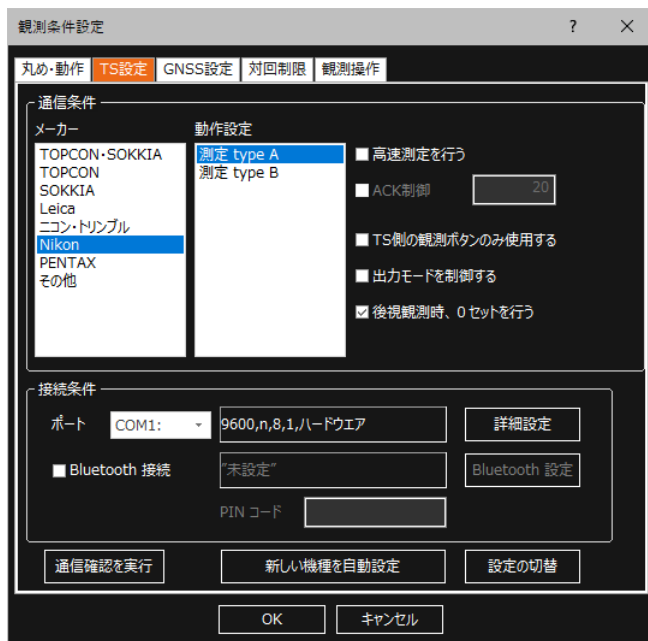 観測条件設定
?
丸め・動作 TS設定 GNSS設定 対回制限 観測操作
通信条件
メーカー 動作設定
TOPCON・SOKKIA
TOPCON
SOKKIA
Leica
ニコン・トリンブル
Nikon
PENTAX
その他
測定 type A
測定 type B
高速測定を行う
ACK制御 20
TS側の観測ボタンのみ使用する
出力モードを制御する
後視観測時、0セットを行う
接続条件
ポート COM1: 9600,n,8,1,ハードウエア 詳細設定
Bluetooth 接続 "未設定" Bluetooth 設定
PIN コード
通信確認を実行 新しい機種を自動設定 設定の切替
OK キャンセル